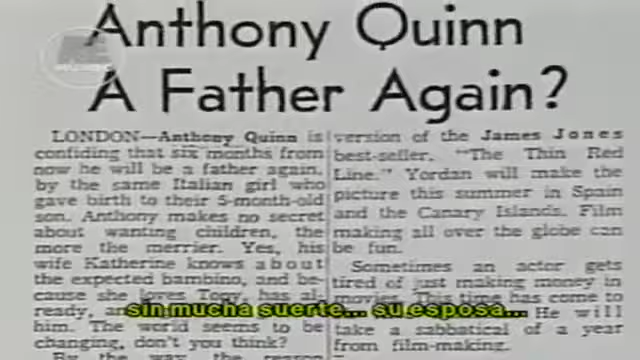 Anthony Quinn
A Father Again?
LONDON—Anthony Quinn is
confiding that six months from
now he will be a father again,
by the same Italian girl who
gave birth to their 5-month-old
son. Anthony makes no secret
about wanting children, the
more the merrier. Yes, his
wife Katherine knows about
the expected bambino, and be-
cause she loves Tony has al-
ready,
him. The world seems to be
changing, don't you think?
By the way, the reason
version of the James Jones
best-seller, "The Thin Red
Line." Yordan will make the
picture this summer in Spain
and the Canary Islands. Film
making all over the globe can
be fun.
Sometimes an actor gets
tired of just making money in
has come to
He will
take a sabbatical of a year
from film-making.
sin mucha suerte... su esposa...